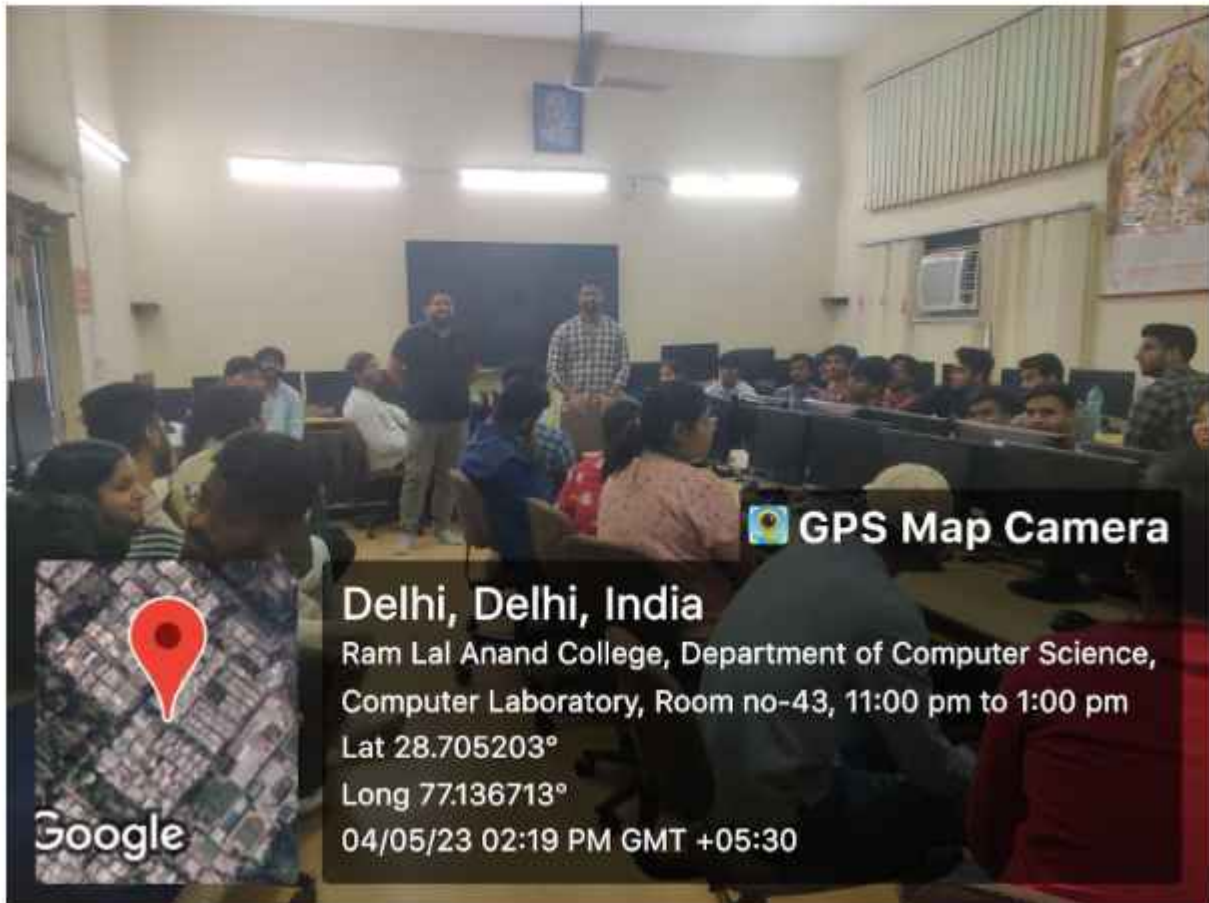 GPS Map Camera
Delhi, Delhi, India
Ram Lal Anand College, Department of Computer Science,
Computer Laboratory, Room no-43, 11:00 pm to 1:00 pm
Lat 28.705203°
Long 77.136713°
04/05/23 02:19 PM GMT +05:30
Google